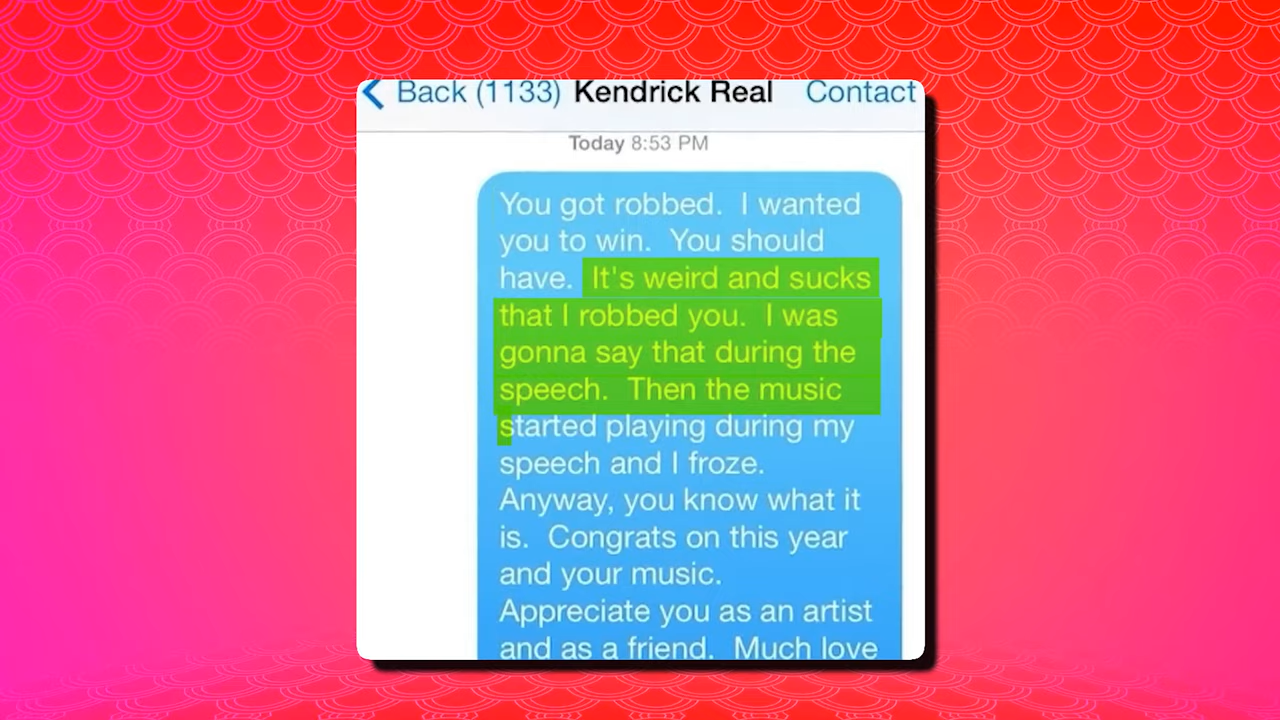 Back (1133) Kendrick Real Contact
Today 8:53 PM
You got robbed. I wanted
you to win. You should
have. It's weird and sucks
that I robbed you. I was
gonna say that during the
speech. Then the music
started playing during my
speech and I froze.
Anyway, you know what it
is. Congrats on this year
and your music.
Appreciate you as an artist
and as a friend. Much love